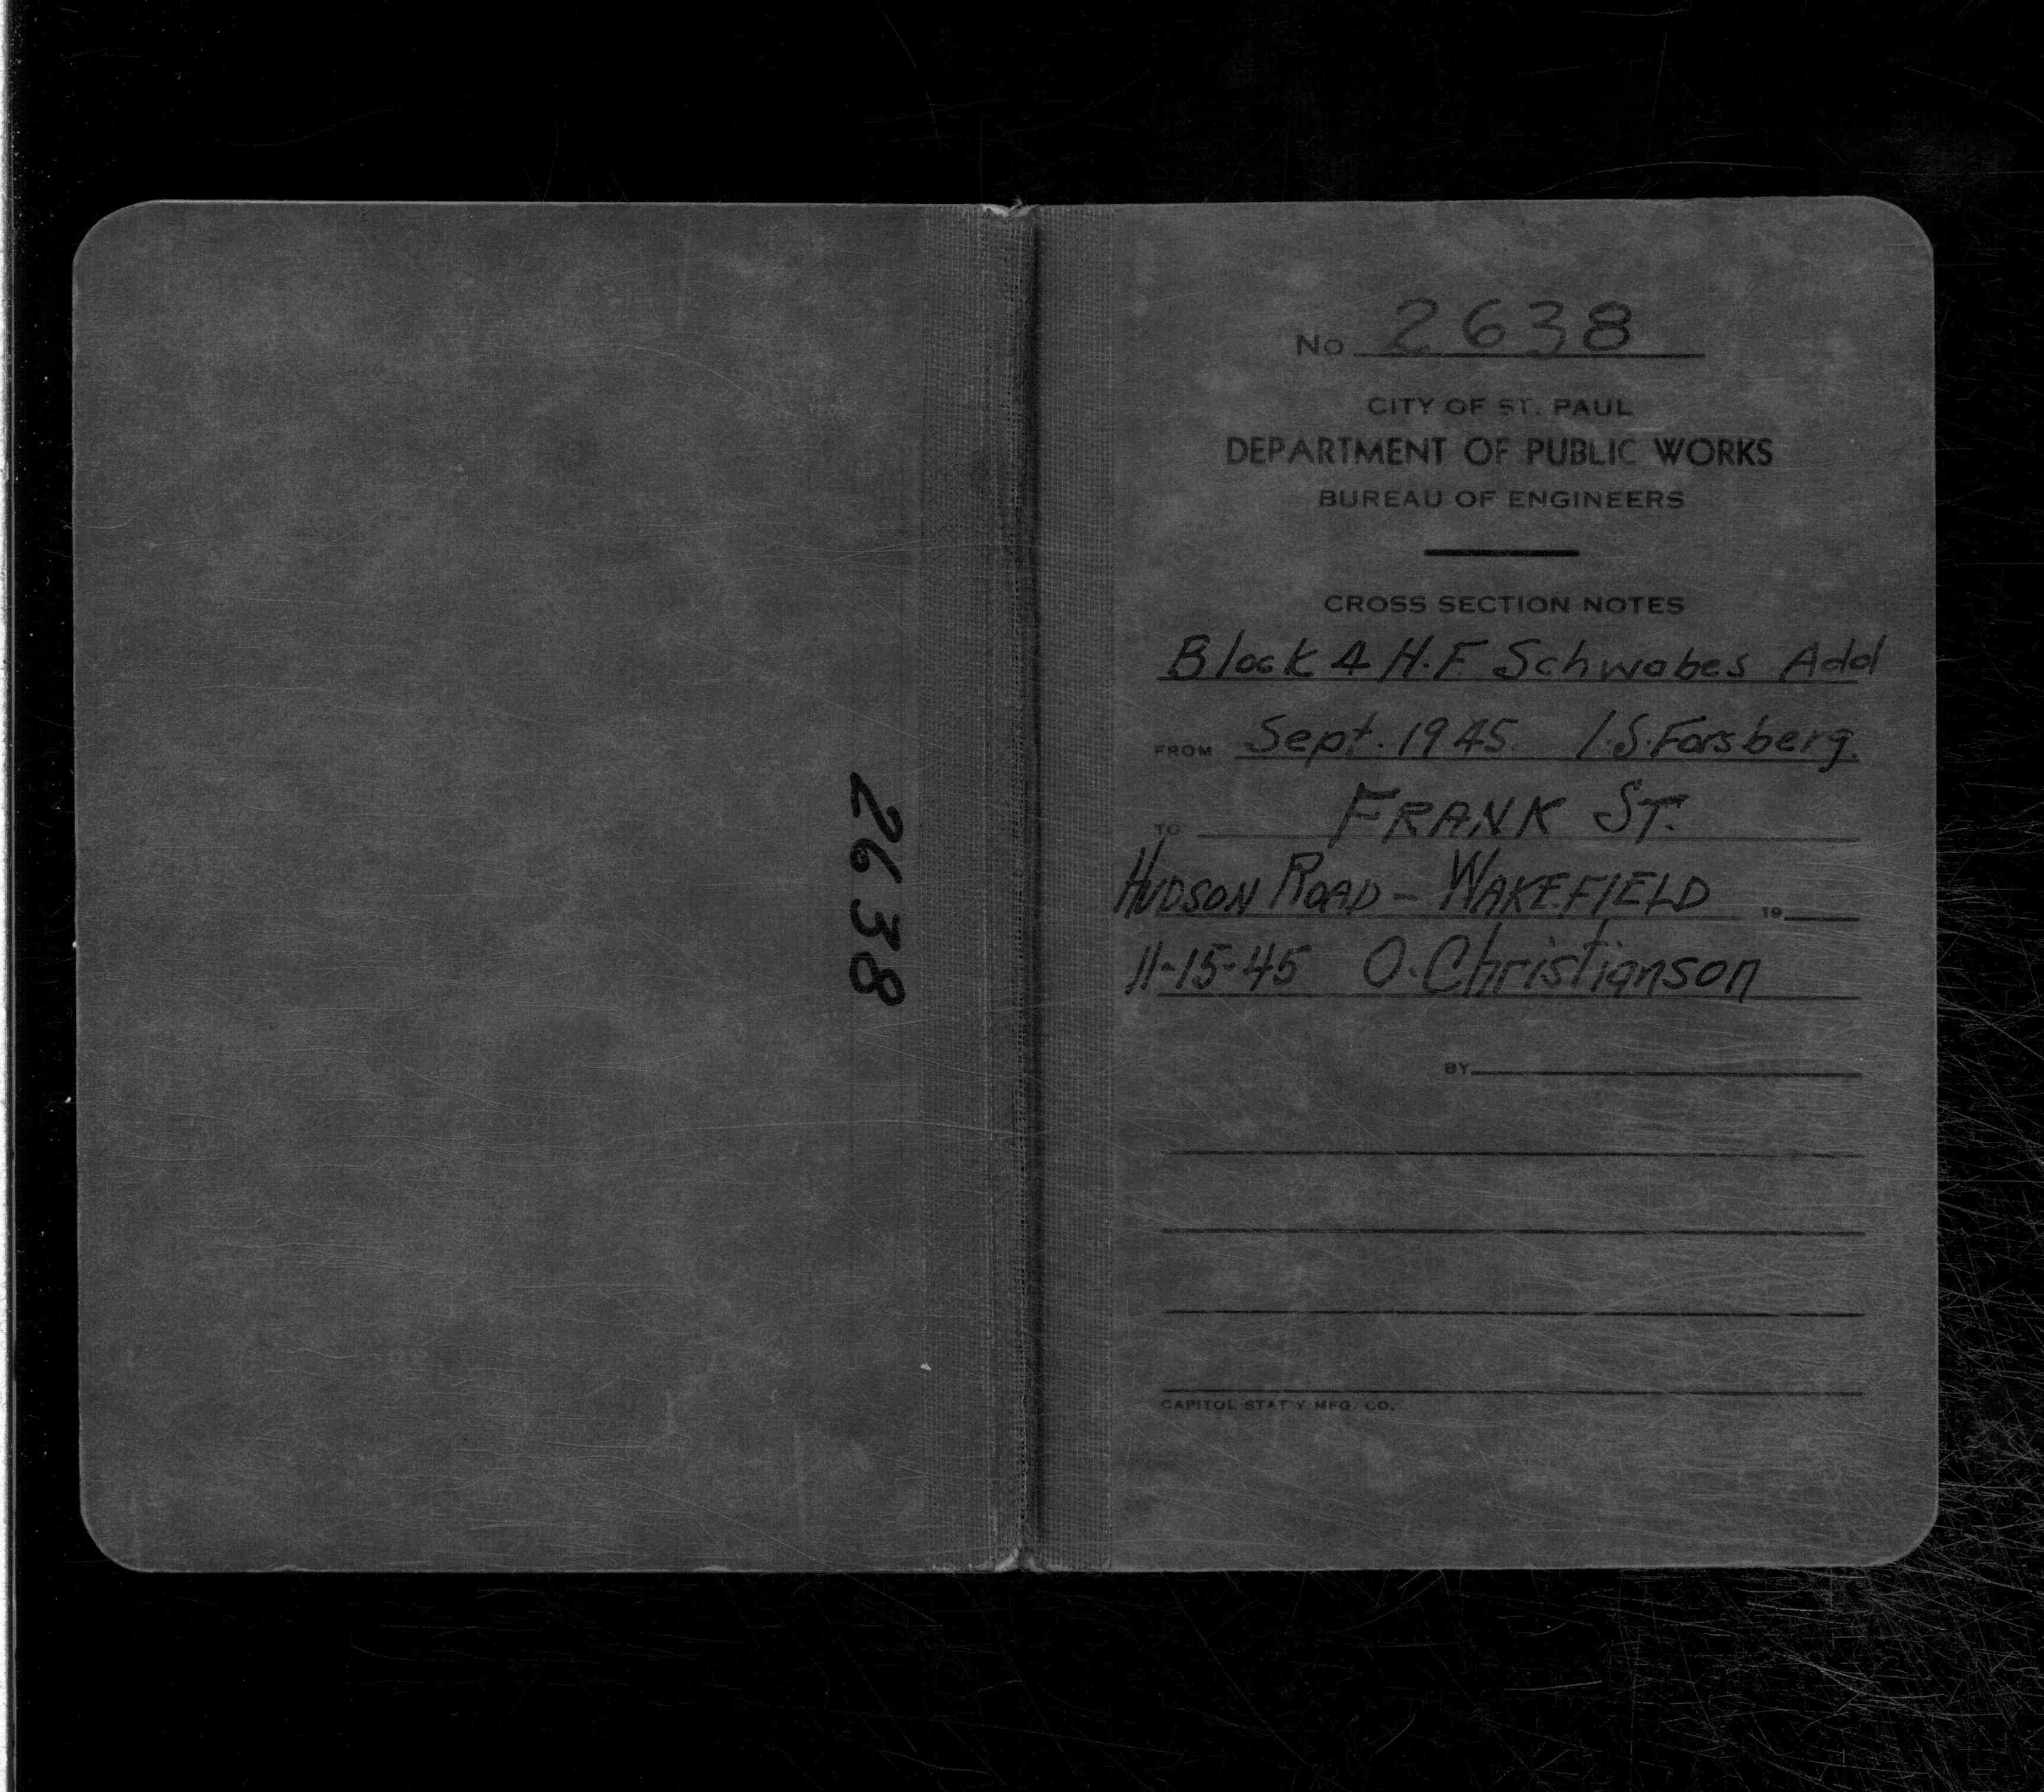 2638
No 2638
CITY OF ST. PAUL
DEPARTMENT OF PUBLIC WORKS
BUREAU OF ENGINEERS
CROSS SECTION NOTES
Block 4 H.F. Schwabes Add
FROM Sept. 1945. I.S. Forsberg.
TO FRANK ST.
HUDSON ROAD - WAKEFIELD 19
11-15-45 O. Christianson
BY
CAPITOL STAT'Y MFG. CO.